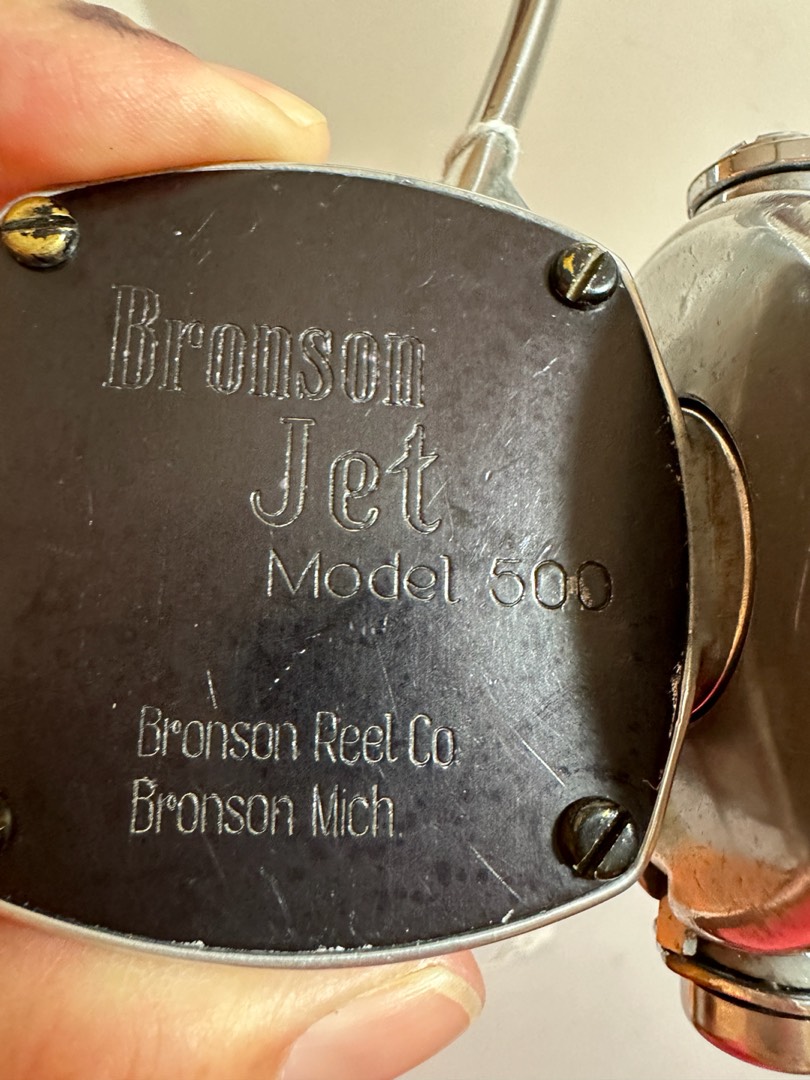 Bronson
Jet
Model 500
Bronson Reel Co.
Bronson Mich.